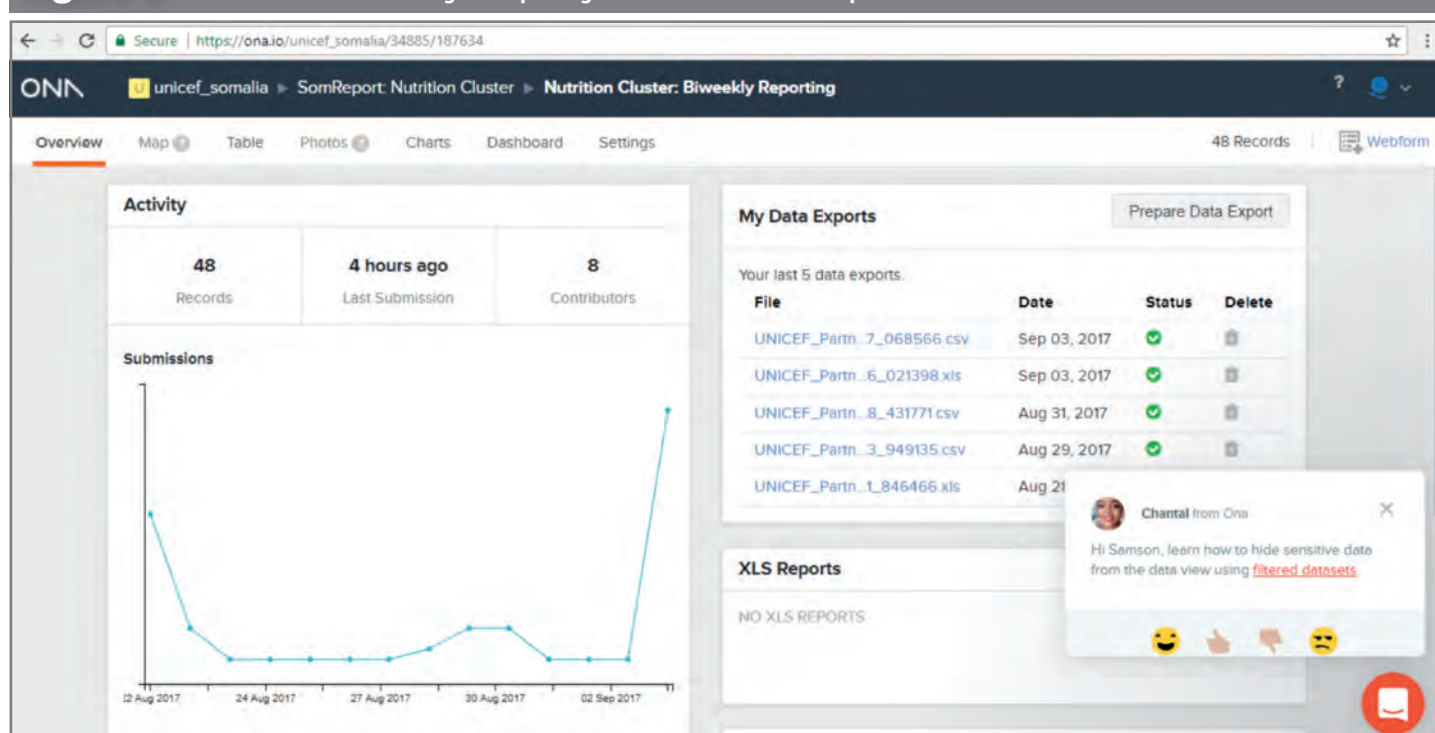 Secure | https://ona.io/unicef_somalia/34885/187634
ONA
U unicef_somalia ▶ SomReport: Nutrition Cluster ▶ Nutrition Cluster: Biweekly Reporting
?
Overview Map Table Photos Charts Dashboard Settings
48 Records Webform
Activity
48 4 hours ago 8
Records Last Submission Contributors
Submissions
2 Aug 2017 24 Aug 2017 27 Aug 2017 30 Aug 2017 02 Sep 2017
My Data Exports
Prepare Data Export
Your last 5 data exports.
File Date Status Delete
UNICEF_Partn...7_068566.csv Sep 03, 2017
UNICEF_Partn...6_021398.xls Sep 03, 2017
UNICEF_Partn...8_431771.csv Aug 31, 2017
UNICEF_Partn...3_949135.csv Aug 29, 2017
UNICEF_Partn...1_846466.xls Aug 2
XLS Reports
NO XLS REPORTS
Chantal from Ona
Hi Samson, learn how to hide sensitive data
from the data view using filtered datasets.